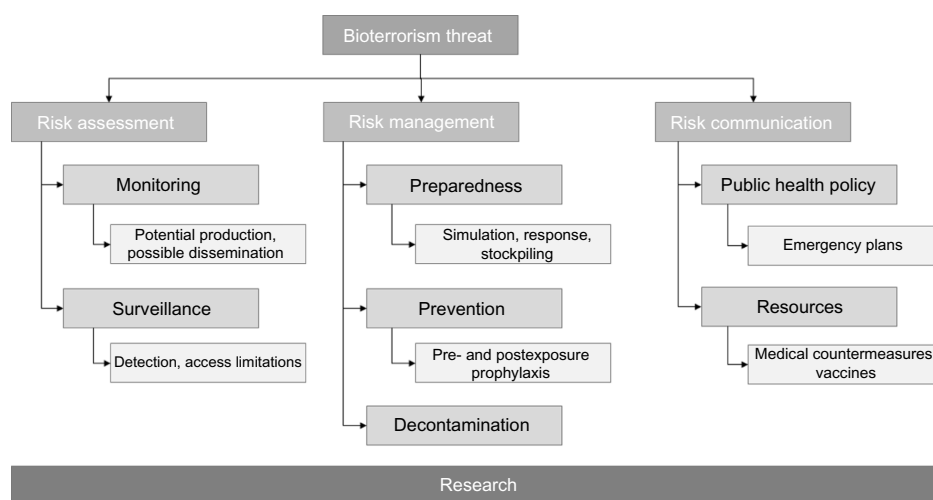 Bioterrorism threat
Risk assessment
Monitoring
Potential production,
possible dissemination
Surveillance
Detection, access limitations
Risk management
Preparedness
Simulation, response,
stockpiling
Prevention
Pre- and postexposure
prophylaxis
Decontamination
Risk communication
Public health policy
Emergency plans
Resources
Medical countermeasures
vaccines
Research